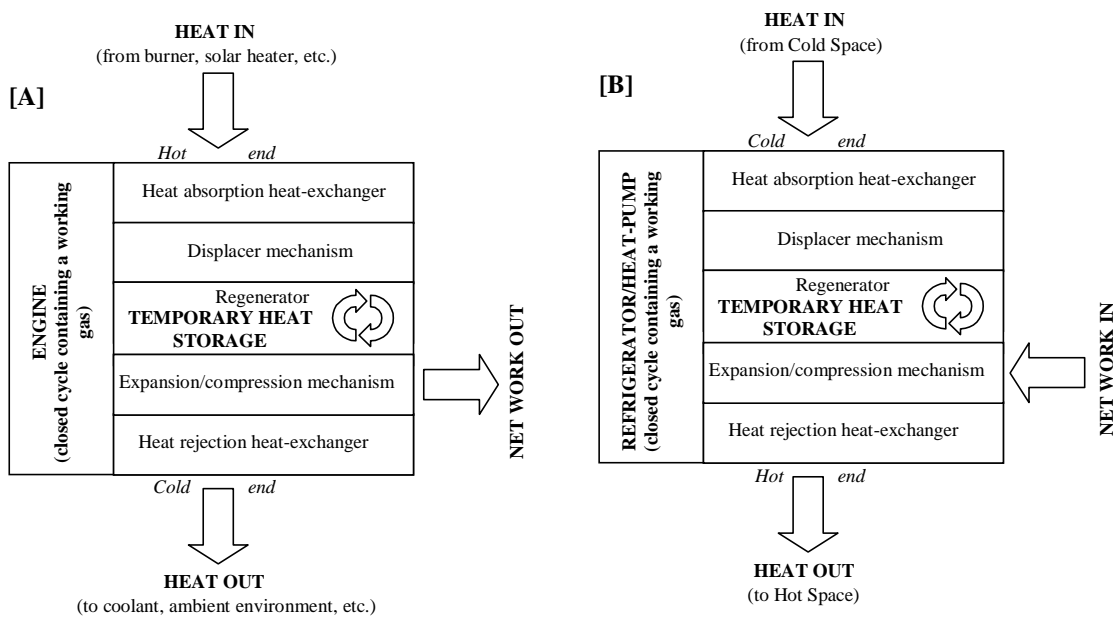 HEAT IN
(from burner, solar heater, etc.)
[A]
Hot end
ENGINE
(closed cycle containing a working
gas)
Heat absorption heat-exchanger
Displacer mechanism
Regenerator
TEMPORARY HEAT
STORAGE
Expansion/compression mechanism
Heat rejection heat-exchanger
NET WORK OUT
Cold end
HEAT OUT
(to coolant, ambient environment, etc.)
HEAT IN
(from Cold Space)
[B]
Cold end
REFRIGERATOR/HEAT-PUMP
(closed cycle containing a working
gas)
Heat absorption heat-exchanger
Displacer mechanism
Regenerator
TEMPORARY HEAT
STORAGE
Expansion/compression mechanism
Heat rejection heat-exchanger
NET WORK IN
Hot end
HEAT OUT
(to Hot Space)